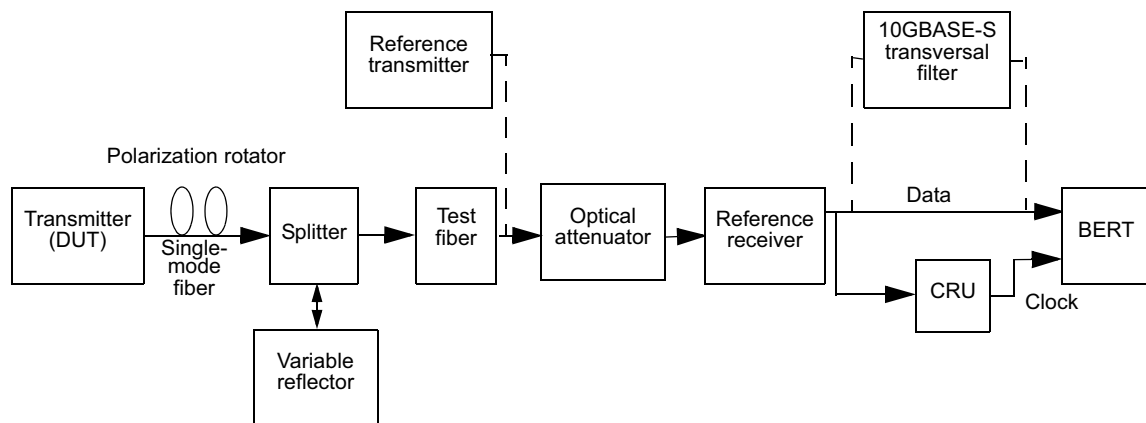 Reference
transmitter
10GBASE-S
transversal
filter
Polarization rotator
Transmitter
(DUT)
Single-
mode
fiber
Splitter
Test
fiber
Optical
attenuator
Reference
receiver
Data
BERT
CRU
Clock
Variable
reflector